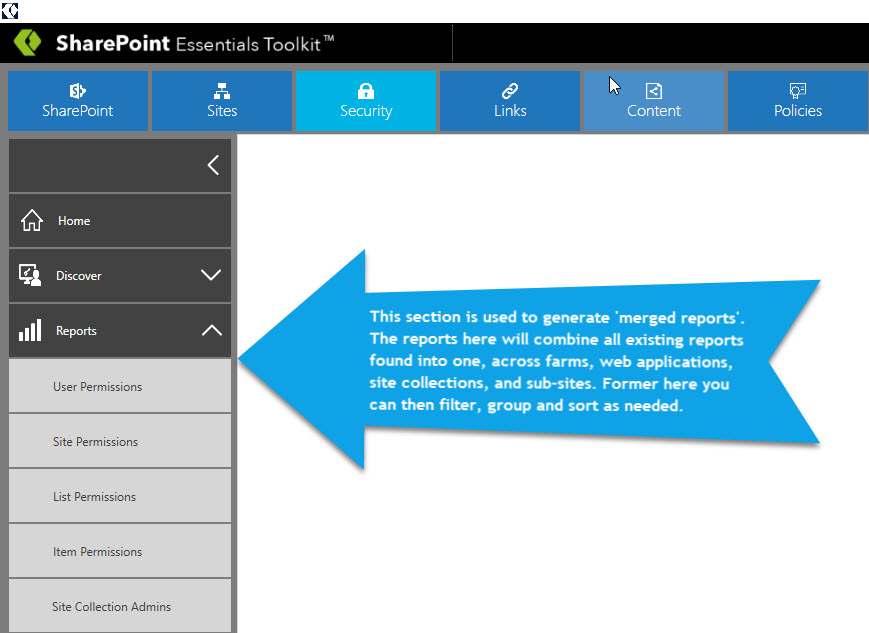 SharePoint Essentials Toolkit™
SharePoint
Sites
Security
Links
Content
Policies
Home
Discover
Reports
User Permissions
Site Permissions
List Permissions
Item Permissions
Site Collection Admins
This section is used to generate 'merged reports'.
The reports here will combine all existing reports
found into one, across farms, web applications,
site collections, and sub-sites. Former here you
can then filter, group and sort as needed.